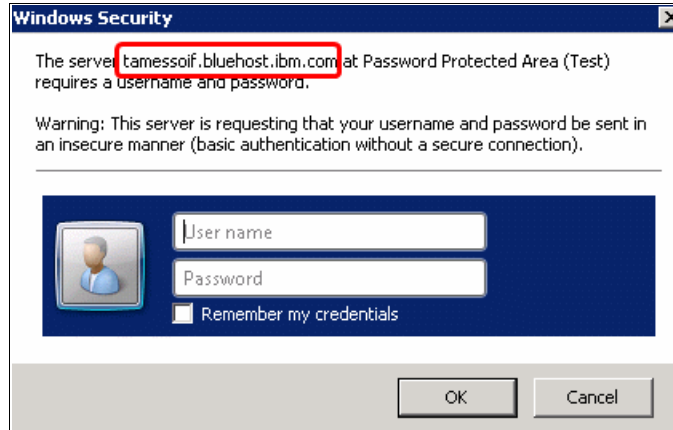 Windows Security
The server tamessoif.bluehost.ibm.com at Password Protected Area (Test)
requires a username and password.
Warning: This server is requesting that your username and password be sent in
an insecure manner (basic authentication without a secure connection).
User name
Password
Remember my credentials
OK
Cancel